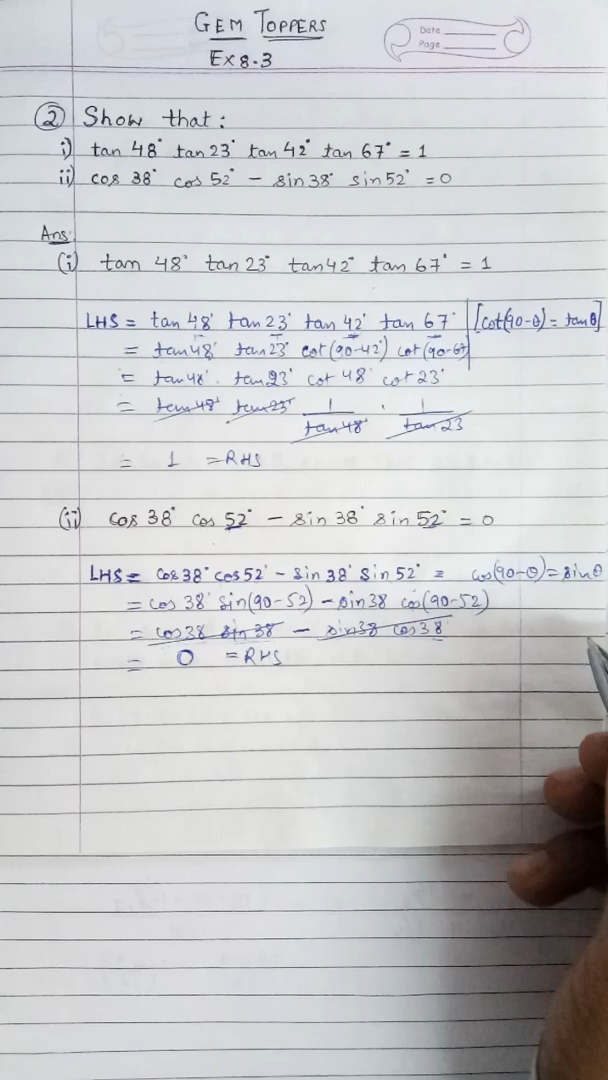 GEM TOPPERS
Date
Page
Ex 8.3
② Show that :
i) tan 48° tan 23° tan 42° tan 67° = 1
ii) cos 38° cos 52° − sin 38° sin 52° = 0
Ans:
(i) tan 48° tan 23° tan 42° tan 67° = 1
LHS = tan 48° tan 23° tan 42° tan 67° [cot(90-θ) = tan θ]
= tan 48° tan 23° cot (90-42) cot (90-67)
= tan 48° . tan 23° cot 48° cot 23°
= tan 48° tan 23° 1/tan 48° . 1/tan 23
= 1 = RHS
(ii) cos 38° cos 52° − sin 38° sin 52° = 0
LHS = cos 38° cos 52° − sin 38° sin 52° = cos(90-θ) = sin θ
= cos 38° sin(90-52) − sin 38 cos(90-52)
= cos 38 sin 38 − sin 38 cos 38
= 0 = RHS